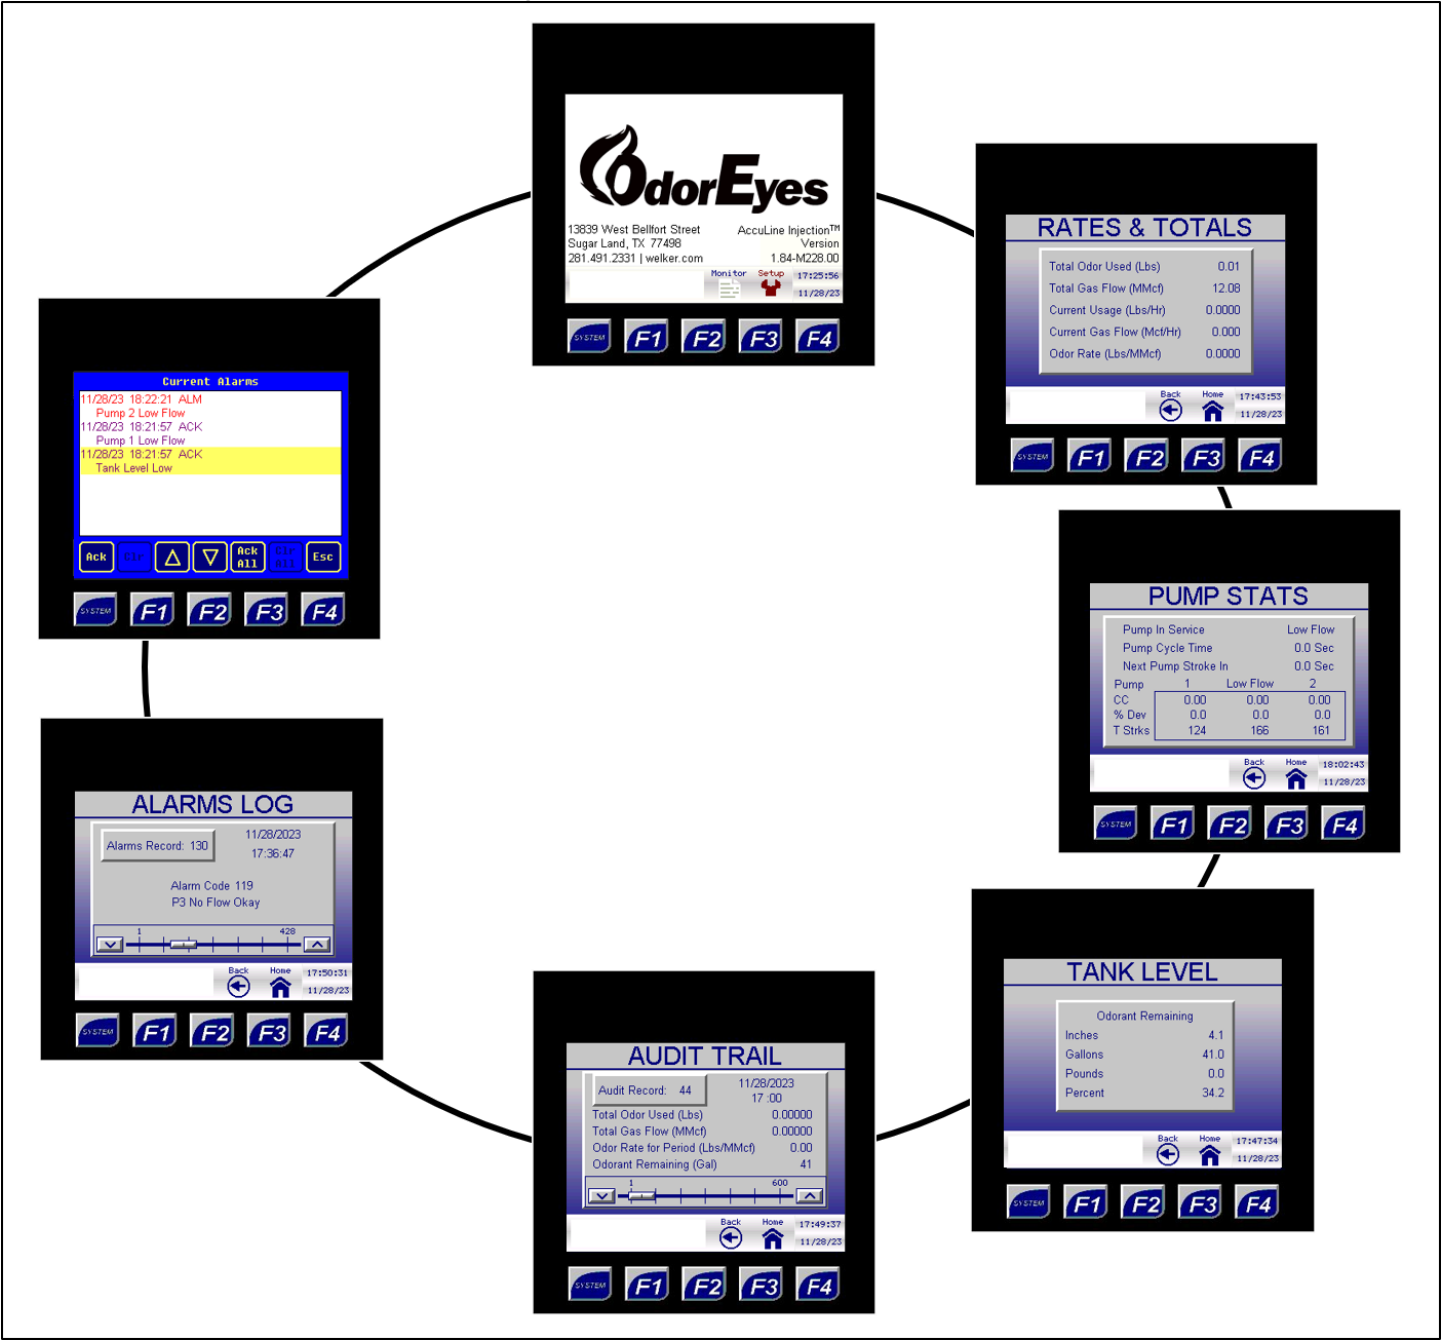 OdorEyes
13839 West Bellfort Street
Sugar Land, TX 77498
281.491.2331 | welker.com
AccuLine Injection™
Version
1.84-M228.00
Monitor
Setup
17:25:56
11/28/23
SYSTEM F1 F2 F3 F4
RATES & TOTALS
Total Odor Used (Lbs) 0.01
Total Gas Flow (MMcf) 12.08
Current Usage (Lbs/Hr) 0.0000
Current Gas Flow (Mcf/Hr) 0.000
Odor Rate (Lbs/MMcf) 0.0000
Back Home 17:43:53
11/28/23
SYSTEM F1 F2 F3 F4
PUMP STATS
Pump In Service Low Flow
Pump Cycle Time 0.0 Sec
Next Pump Stroke In 0.0 Sec
Pump 1 Low Flow 2
CC 0.00 0.00 0.00
% Dev 0.0 0.0 0.0
T Strks 124 166 161
Back Home 18:02:43
11/28/23
SYSTEM F1 F2 F3 F4
TANK LEVEL
Odorant Remaining
Inches 4.1
Gallons 41.0
Pounds 0.0
Percent 34.2
Back Home 17:47:34
11/28/23
SYSTEM F1 F2 F3 F4
AUDIT TRAIL
Audit Record: 44
11/28/2023
17 :00
Total Odor Used (Lbs) 0.00000
Total Gas Flow (MMcf) 0.00000
Odor Rate for Period (Lbs/MMcf) 0.00
Odorant Remaining (Gal) 41
1 600
Back Home 17:49:37
11/28/23
SYSTEM F1 F2 F3 F4
ALARMS LOG
Alarms Record: 130
11/28/2023
17:36:47
Alarm Code 119
P3 No Flow Okay
1 428
Back Home 17:50:31
11/28/23
SYSTEM F1 F2 F3 F4
Current Alarms
11/28/23 18:22:21 ALM
Pump 2 Low Flow
11/28/23 18:21:57 ACK
Pump 1 Low Flow
11/28/23 18:21:57 ACK
Tank Level Low
Ack Clr Ack All Clr All Esc
SYSTEM F1 F2 F3 F4